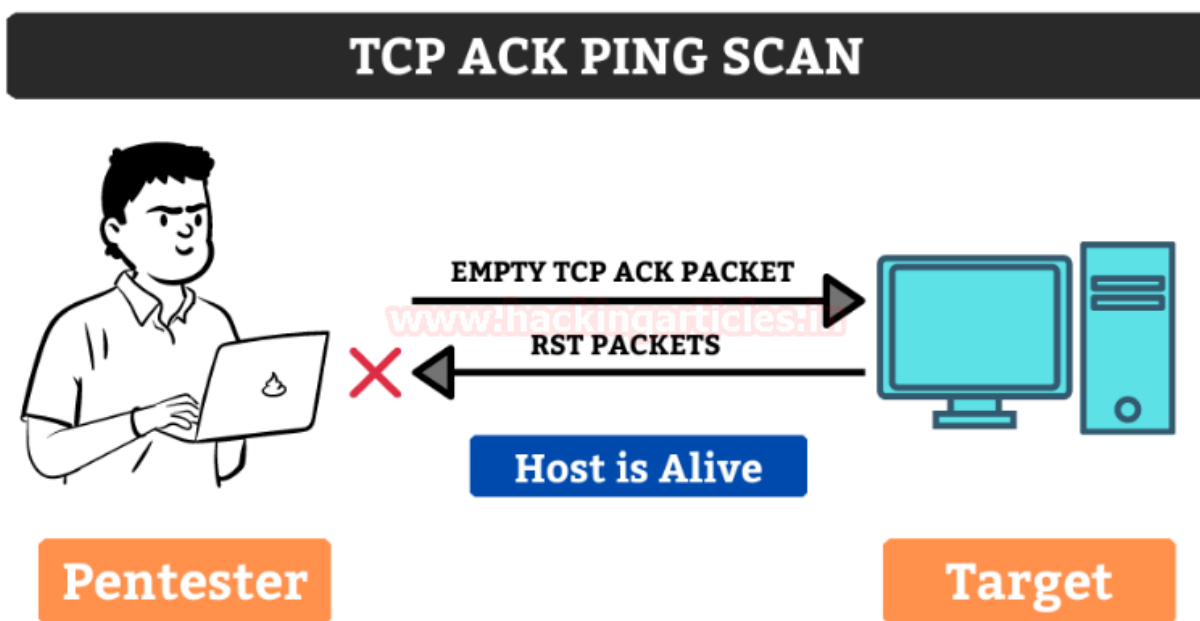 TCP ACK PING SCAN
EMPTY TCP ACK PACKET
www.hackingarticles.in
RST PACKETS
Host is Alive
Pentester
Target